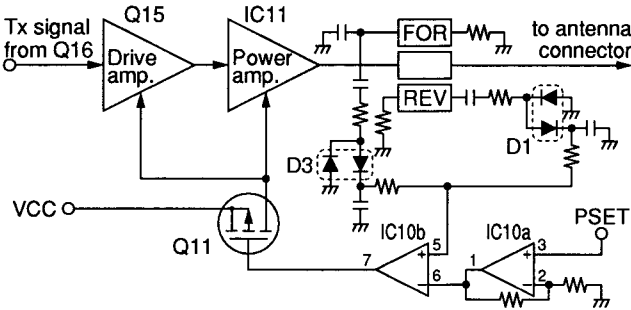 Q15
IC11
Tx signal
from Q16
Drive
amp.
Power
amp.
FOR
to antenna
connector
REV
D1
D3
VCC
Q11
IC10b
IC10a
PSET
7
+ 5
- 6
1
+ 3
- 2